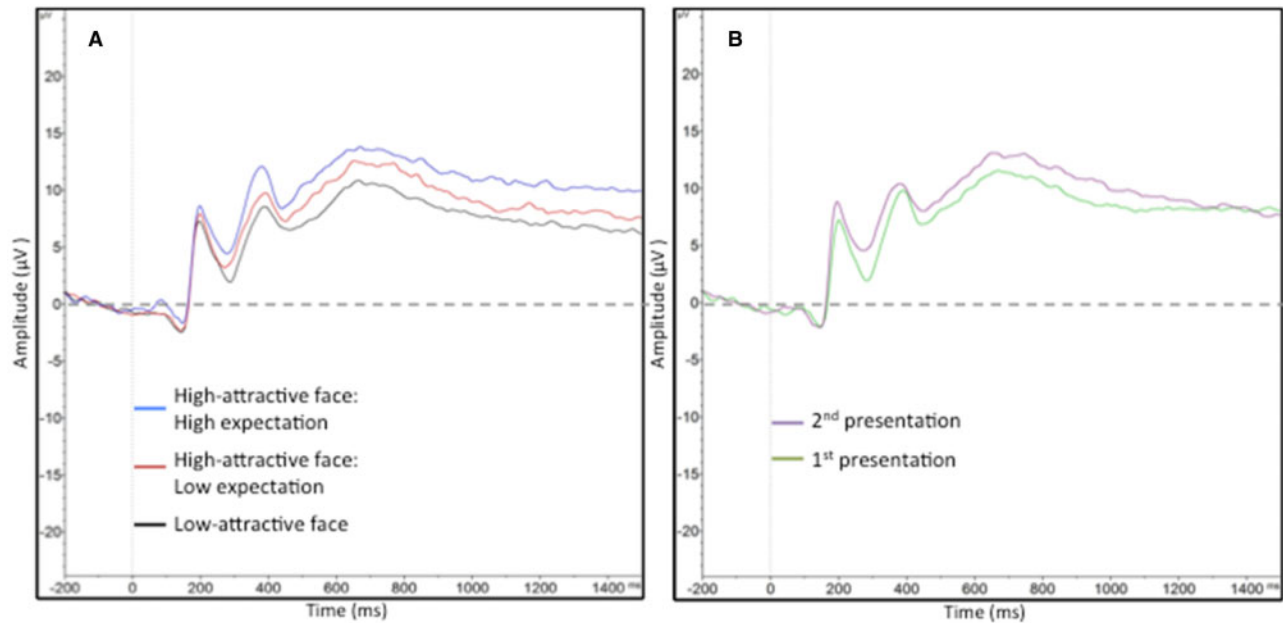 µV
A
20
15
10
5
0
-5
-10
-15
-20
Amplitude (µV )
High-attractive face:
High expectation
High-attractive face:
Low expectation
Low-attractive face
-200 0 200 400 600 800 1000 1200 1400 ms
Time (ms)
µV
B
20
15
10
5
0
-5
-10
-15
-20
Amplitude (µV )
2nd presentation
1st presentation
-200 0 200 400 600 800 1000 1200 1400 ms
Time (ms)